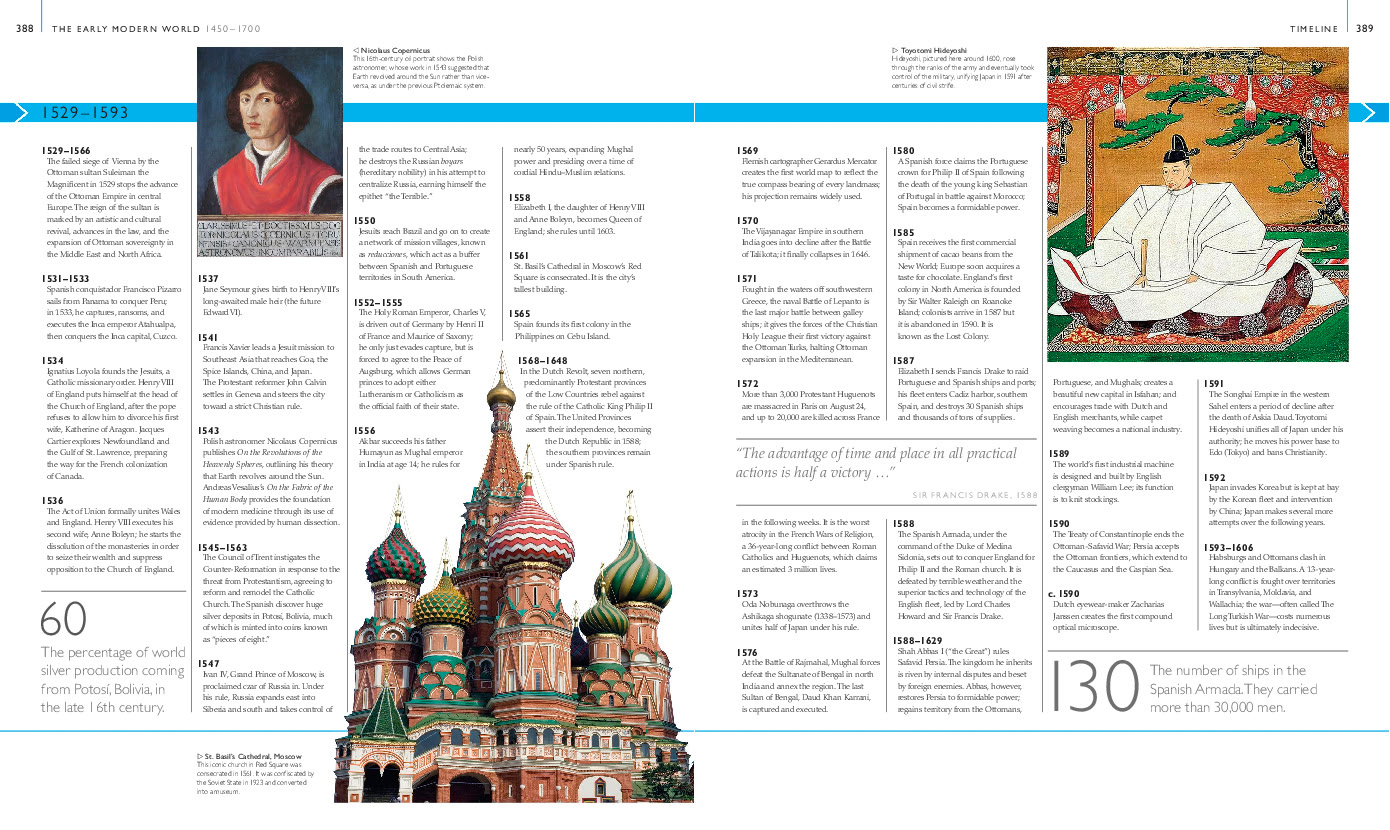 388 THE EARLY MODERN WORLD 1450–1700
TIMELINE 389
◁ Nicolaus Copernicus
This 16th-century oil portrait shows the Polish
astronomer, whose work in 1543 suggested that
Earth revolved around the Sun rather than vice-
versa, as under the previous Ptolemaic system.
▷ Toyotomi Hideyoshi
Hideyoshi, pictured here around 1600, rose
through the ranks of the army and eventually took
control of the military, unifying Japan in 1591 after
centuries of civil strife.
1529–1593
1529–1566
The failed siege of Vienna by the
Ottoman sultan Suleiman the
Magnificent in 1529 stops the advance
of the Ottoman Empire in central
Europe. The reign of the sultan is
marked by an artistic and cultural
revival, advances in the law, and the
expansion of Ottoman sovereignty in
the Middle East and North Africa.
1531–1533
Spanish conquistador Francisco Pizarro
sails from Panama to conquer Peru;
in 1533, he captures, ransoms, and
executes the Inca emperor Atahualpa,
then conquers the Inca capital, Cuzco.
1534
Ignatius Loyola founds the Jesuits, a
Catholic missionary order. Henry VIII
of England puts himself at the head of
the Church of England, after the pope
refuses to allow him to divorce his first
wife, Katherine of Aragon. Jacques
Cartier explores Newfoundland and
the Gulf of St. Lawrence, preparing
the way for the French colonization
of Canada.
1536
The Act of Union formally unites Wales
and England. Henry VIII executes his
second wife, Anne Boleyn; he starts the
dissolution of the monasteries in order
to seize their wealth and suppress
opposition to the Church of England.
60
The percentage of world
silver production coming
from Potosí, Bolivia, in
the late 16th century.
CLARISSIMVS·ET·DOCTISSIMVS·DOC
TOR·NICOLAVS·COPERNICVS·TORV
NENSIS·CANONICVS·WARMIENSIS
ASTRONOMVS·INCOMPARABILIS
1537
Jane Seymour gives birth to Henry VIII's
long-awaited male heir (the future
Edward VI).
1541
Francis Xavier leads a Jesuit mission to
Southeast Asia that reaches Goa, the
Spice Islands, China, and Japan.
The Protestant reformer John Calvin
settles in Geneva and steers the city
toward a strict Christian rule.
1543
Polish astronomer Nicolaus Copernicus
publishes On the Revolutions of the
Heavenly Spheres, outlining his theory
that Earth revolves around the Sun.
Andreas Vesalius's On the Fabric of the
Human Body provides the foundation
of modern medicine through its use of
evidence provided by human dissection.
1545–1563
The Council of Trent instigates the
Counter-Reformation in response to the
threat from Protestantism, agreeing to
reform and remodel the Catholic
Church. The Spanish discover huge
silver deposits in Potosí, Bolivia, much
of which is minted into coins known
as “pieces of eight.”
1547
Ivan IV, Grand Prince of Moscow, is
proclaimed czar of Russia in. Under
his rule, Russia expands east into
Siberia and south and takes control of
the trade routes to Central Asia;
he destroys the Russian boyars
(hereditary nobility) in his attempt to
centralize Russia, earning himself the
epithet “the Terrible.”
1550
Jesuits reach Brazil and go on to create
a network of mission villages, known
as reducciones, which act as a buffer
between Spanish and Portuguese
territories in South America.
1552–1555
The Holy Roman Emperor, Charles V,
is driven out of Germany by Henri II
of France and Maurice of Saxony;
he only just evades capture, but is
forced to agree to the Peace of
Augsburg, which allows German
princes to adopt either
Lutheranism or Catholicism as
the official faith of their state.
1556
Akbar succeeds his father
Humayun as Mughal emperor
in India at age 14; he rules for
nearly 50 years, expanding Mughal
power and presiding over a time of
cordial Hindu–Muslim relations.
1558
Elizabeth I, the daughter of Henry VIII
and Anne Boleyn, becomes Queen of
England; she rules until 1603.
1561
St. Basil's Cathedral in Moscow's Red
Square is consecrated. It is the city's
tallest building.
1565
Spain founds its first colony in the
Philippines on Cebu Island.
1568–1648
In the Dutch Revolt, seven northern,
predominantly Protestant provinces
of the Low Countries rebel against
the rule of the Catholic King Philip II
of Spain. The United Provinces
assert their independence, becoming
the Dutch Republic in 1588;
the southern provinces remain
under Spanish rule.
▷ St. Basil's Cathedral, Moscow
This iconic church in Red Square was
consecrated in 1561. It was confiscated by
the Soviet State in 1923 and converted
into a museum.
1569
Flemish cartographer Gerardus Mercator
creates the first world map to reflect the
true compass bearing of every landmass;
his projection remains widely used.
1570
The Vijayanagar Empire in southern
India goes into decline after the Battle
of Talikota; it finally collapses in 1646.
1571
Fought in the waters off southwestern
Greece, the naval Battle of Lepanto is
the last major battle between galley
ships; it gives the forces of the Christian
Holy League their first victory against
the Ottoman Turks, halting Ottoman
expansion in the Mediterranean.
1572
More than 3,000 Protestant Huguenots
are massacred in Paris on August 24,
and up to 20,000 are killed across France
1580
A Spanish force claims the Portuguese
crown for Philip II of Spain following
the death of the young king Sebastian
of Portugal in battle against Morocco;
Spain becomes a formidable power.
1585
Spain receives the first commercial
shipment of cacao beans from the
New World; Europe soon acquires a
taste for chocolate. England's first
colony in North America is founded
by Sir Walter Raleigh on Roanoke
Island; colonists arrive in 1587 but
it is abandoned in 1590. It is
known as the Lost Colony.
1587
Elizabeth I sends Francis Drake to raid
Portuguese and Spanish ships and ports;
his fleet enters Cadiz harbor, southern
Spain, and destroys 30 Spanish ships
and thousands of tons of supplies.
“The advantage of time and place in all practical
actions is half a victory …”
SIR FRANCIS DRAKE, 1588
in the following weeks. It is the worst
atrocity in the French Wars of Religion,
a 36-year-long conflict between Roman
Catholics and Huguenots, which claims
an estimated 3 million lives.
1573
Oda Nobunaga overthrows the
Ashikaga shogunate (1338–1573) and
unites half of Japan under his rule.
1576
At the Battle of Rajmahal, Mughal forces
defeat the Sultanate of Bengal in north
India and annex the region. The last
Sultan of Bengal, Daud Khan Karrani,
is captured and executed.
1588
The Spanish Armada, under the
command of the Duke of Medina
Sidonia, sets out to conquer England for
Philip II and the Roman church. It is
defeated by terrible weather and the
superior tactics and technology of the
English fleet, led by Lord Charles
Howard and Sir Francis Drake.
1588–1629
Shah Abbas I (“the Great”) rules
Safavid Persia. The kingdom he inherits
is riven by internal disputes and beset
by foreign enemies. Abbas, however,
restores Persia to formidable power;
regains territory from the Ottomans,
Portuguese, and Mughals; creates a
beautiful new capital in Isfahan; and
encourages trade with Dutch and
English merchants, while carpet
weaving becomes a national industry.
1589
The world's first industrial machine
is designed and built by English
clergyman William Lee; its function
is to knit stockings.
1590
The Treaty of Constantinople ends the
Ottoman–Safavid War; Persia accepts
the Ottoman frontiers, which extend to
the Caucasus and the Caspian Sea.
c. 1590
Dutch eyewear-maker Zacharias
Janssen creates the first compound
optical microscope.
1591
The Songhai Empire in the western
Sahel enters a period of decline after
the death of Askia Daud. Toyotomi
Hideyoshi unifies all of Japan under his
authority; he moves his power base to
Edo (Tokyo) and bans Christianity.
1592
Japan invades Korea but is kept at bay
by the Korean fleet and intervention
by China; Japan makes several more
attempts over the following years.
1593–1606
Habsburgs and Ottomans clash in
Hungary and the Balkans. A 13-year-
long conflict is fought over territories
in Transylvania, Moldavia, and
Wallachia; the war—often called The
Long Turkish War—costs numerous
lives but is ultimately indecisive.
130
The number of ships in the
Spanish Armada. They carried
more than 30,000 men.